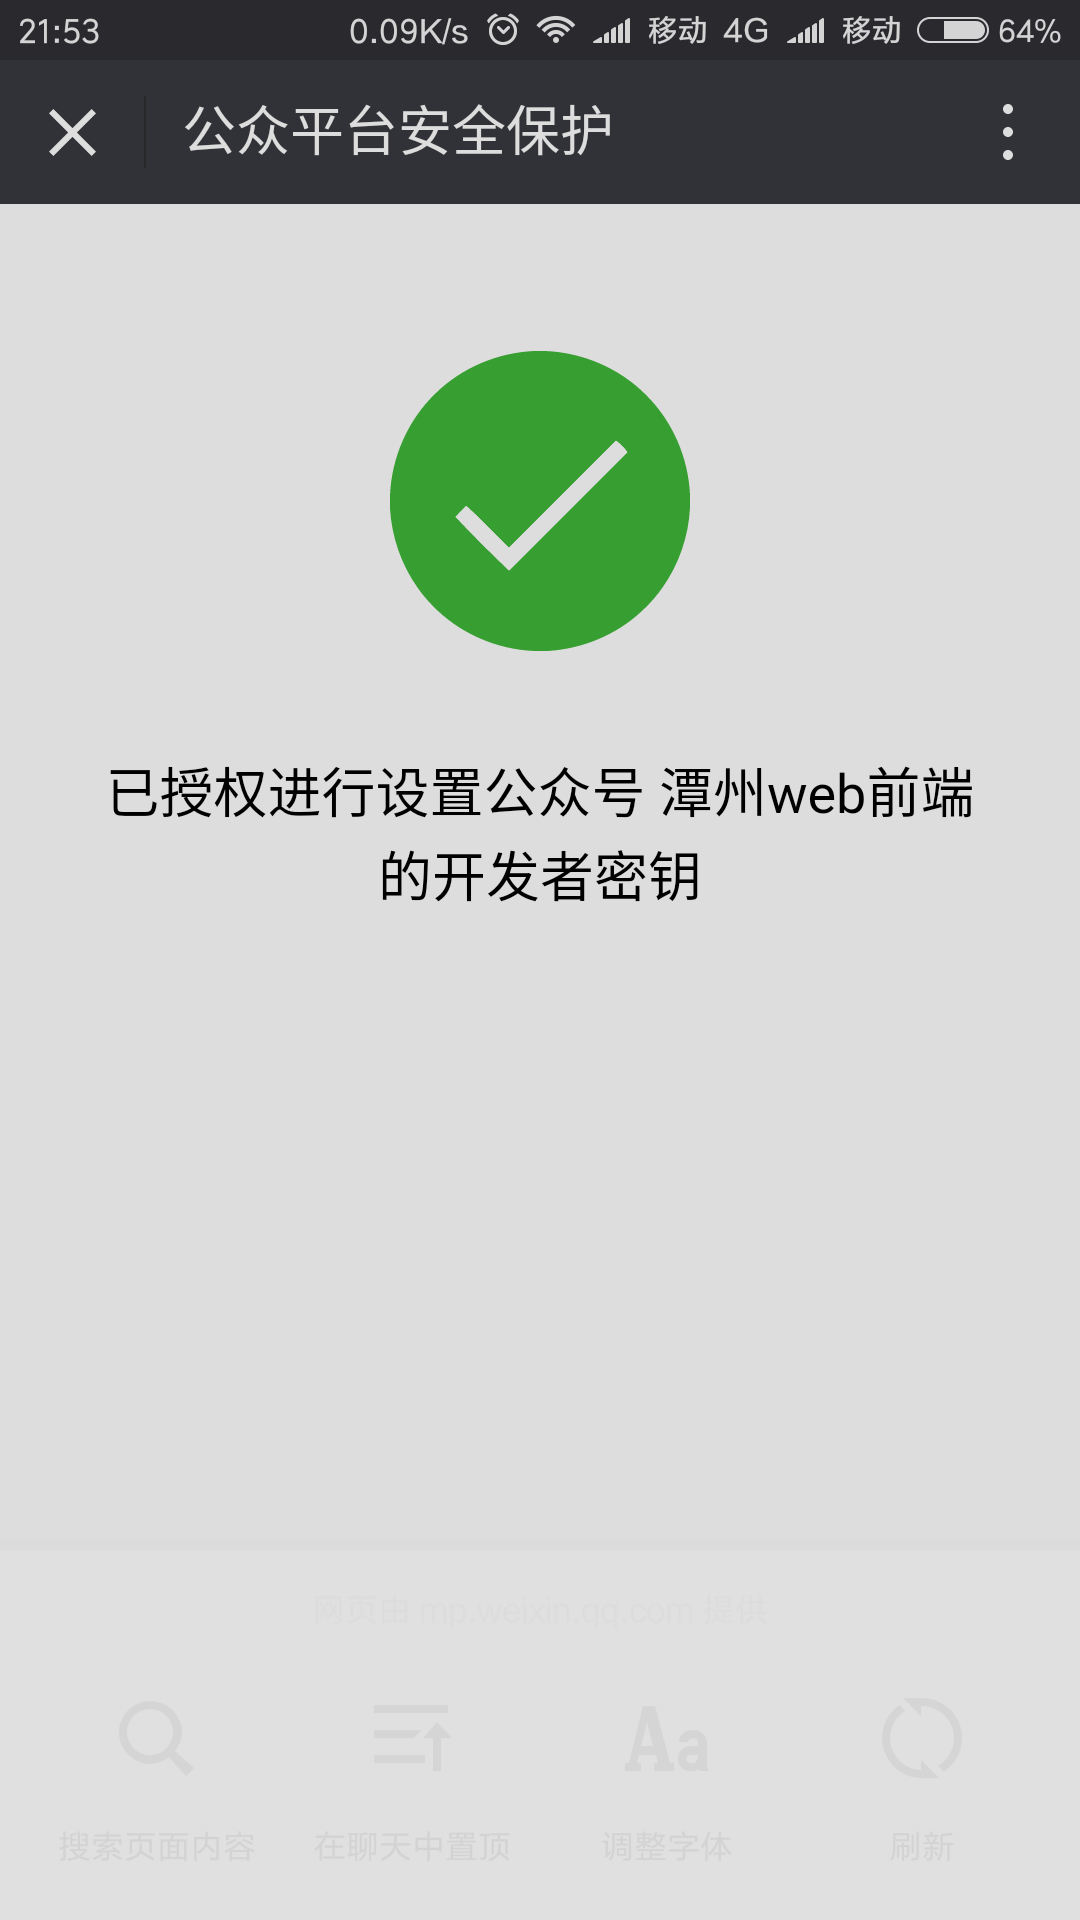 21:53 0.09K/s 移动 4G 移动 64%
公众平台安全保护
已授权进行设置公众号 潭州web前端
的开发者密钥
网页由 mp.weixin.qq.com 提供
Aa
搜索页面内容 在聊天中置顶 调整字体 刷新